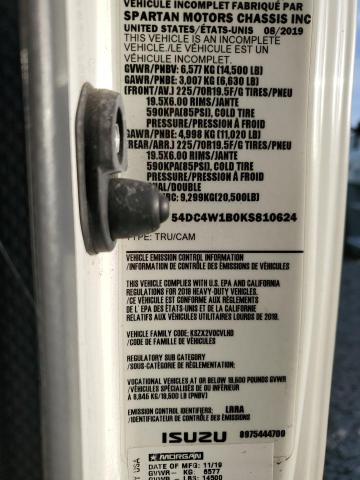 VEHICLE INCOMPLET FABRIQUÉ PAR
SPARTAN MOTORS CHASSIS INC
UNITED STATES/ÉTATS-UNIS 08/2019
THIS VEHICLE IS AN INCOMPLETE
VEHICLE./LE VÉHICULE EST UN
VÉHICULE INCOMPLET.
GVWR/PNBV: 6,577 KG (14,500 LB)
GAWR/PNBE: 3,007 KG (6,630 LB)
(FRONT/AV.) 225/70R19.5F/G TIRES/PNEU
19.5X6.00 RIMS/JANTE
590KPA(85PSI), COLD TIRE
PRESSURE/PRESSION À FROID
GAWR/PNBE: 4,998 KG (11,020 LB)
(REAR/ARR.) 225/70R19.5F/G TIRES/PNEU
19.5X6.00 RIMS/JANTE
590KPA(85PSI), COLD TIRE
PRESSURE/PRESSION À FROID
DUAL/DOUBLE
RC: 9,299KG(20,500LB)
54DC4W1B0KS810624
TYPE: TRU/CAM
VEHICLE EMISSION CONTROL INFORMATION
/INFORMATION DE CONTRÔLE DES ÉMISSIONS DE VÉHICULES
THIS VEHICLE COMPLIES WITH U.S. EPA AND CALIFORNIA
REGULATIONS FOR 2019 HEAVY-DUTY VEHICLES.
/CE VÉHICULE EST CONFORME AUX RÈGLEMENTS
DE L'EPA DES ÉTATS-UNIS ET DE LA CALIFORNIE
RELATIFS AUX VÉHICULES LOURDS DE 2019.
VEHICLE FAMILY CODE: KSZX2VOCVLHD
/CODE DE FAMILLE DE VÉHICULES
REGULATORY SUB CATEGORY
/SOUS-CATÉGORIE DE RÉGLEMENTATION:
VOCATIONAL VEHICLES AT OR BELOW 19,500 POUNDS GVWR
/VÉHICULES SPÉCIALISÉS DE OU INFÉRIEUR
À 8,845 KG/19,500 LB (PNBV)
EMISSION CONTROL IDENTIFIERS: LRRA
/IDENTIFICATEUR DE CONTRÔLE DES ÉMISSIONS
ISUZU 8975444700
MORGAN
DATE OF MFG: 11/19
GVWR- KG: 6577
GVWR - LBS: 14500